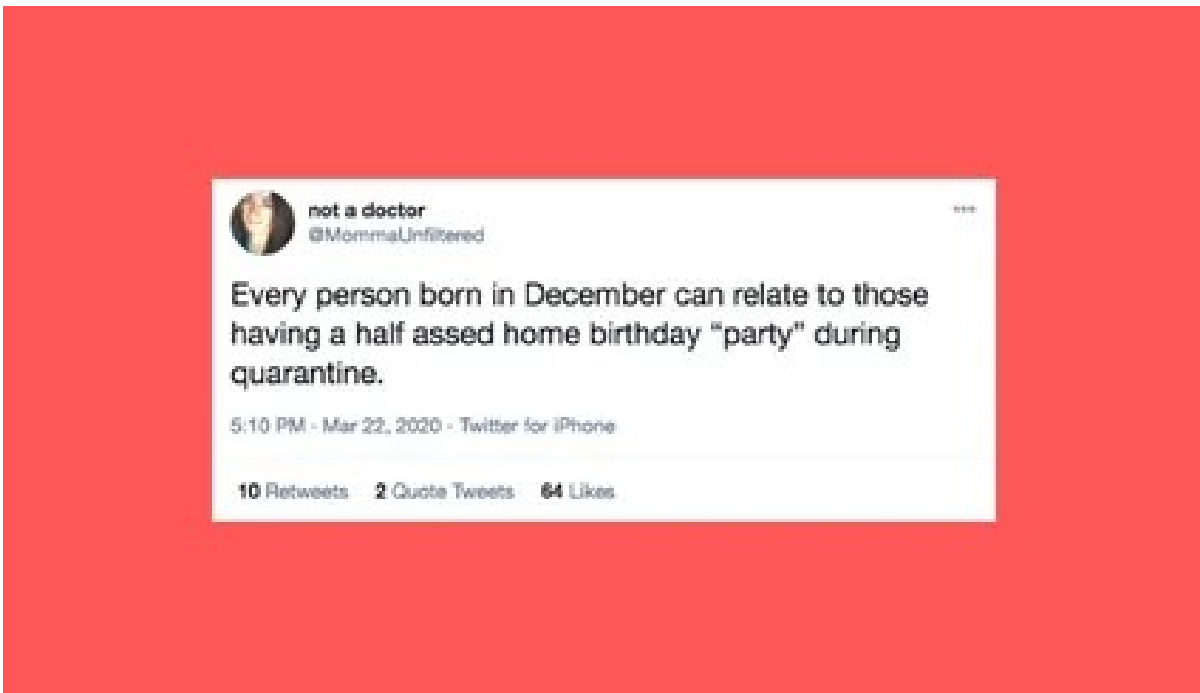 not a doctor
@MommaUnfiltered
Every person born in December can relate to those
having a half assed home birthday “party” during
quarantine.
5:10 PM - Mar 22, 2020 - Twitter for iPhone
10 Retweets 2 Quote Tweets 64 Likes